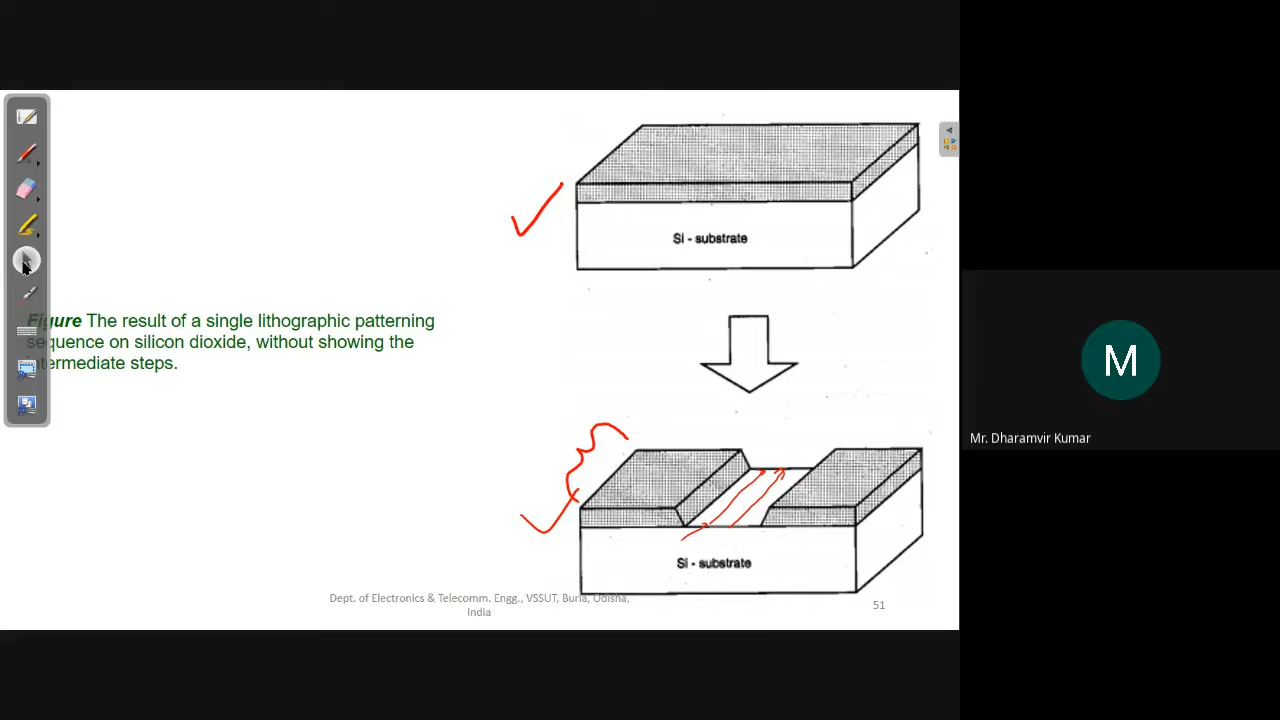 Si - substrate
Figure The result of a single lithographic patterning
sequence on silicon dioxide, without showing the
intermediate steps.
Si - substrate
Dept. of Electronics & Telecomm. Engg., VSSUT, Burla, Odisha,
India
51
M
Mr. Dharamvir Kumar